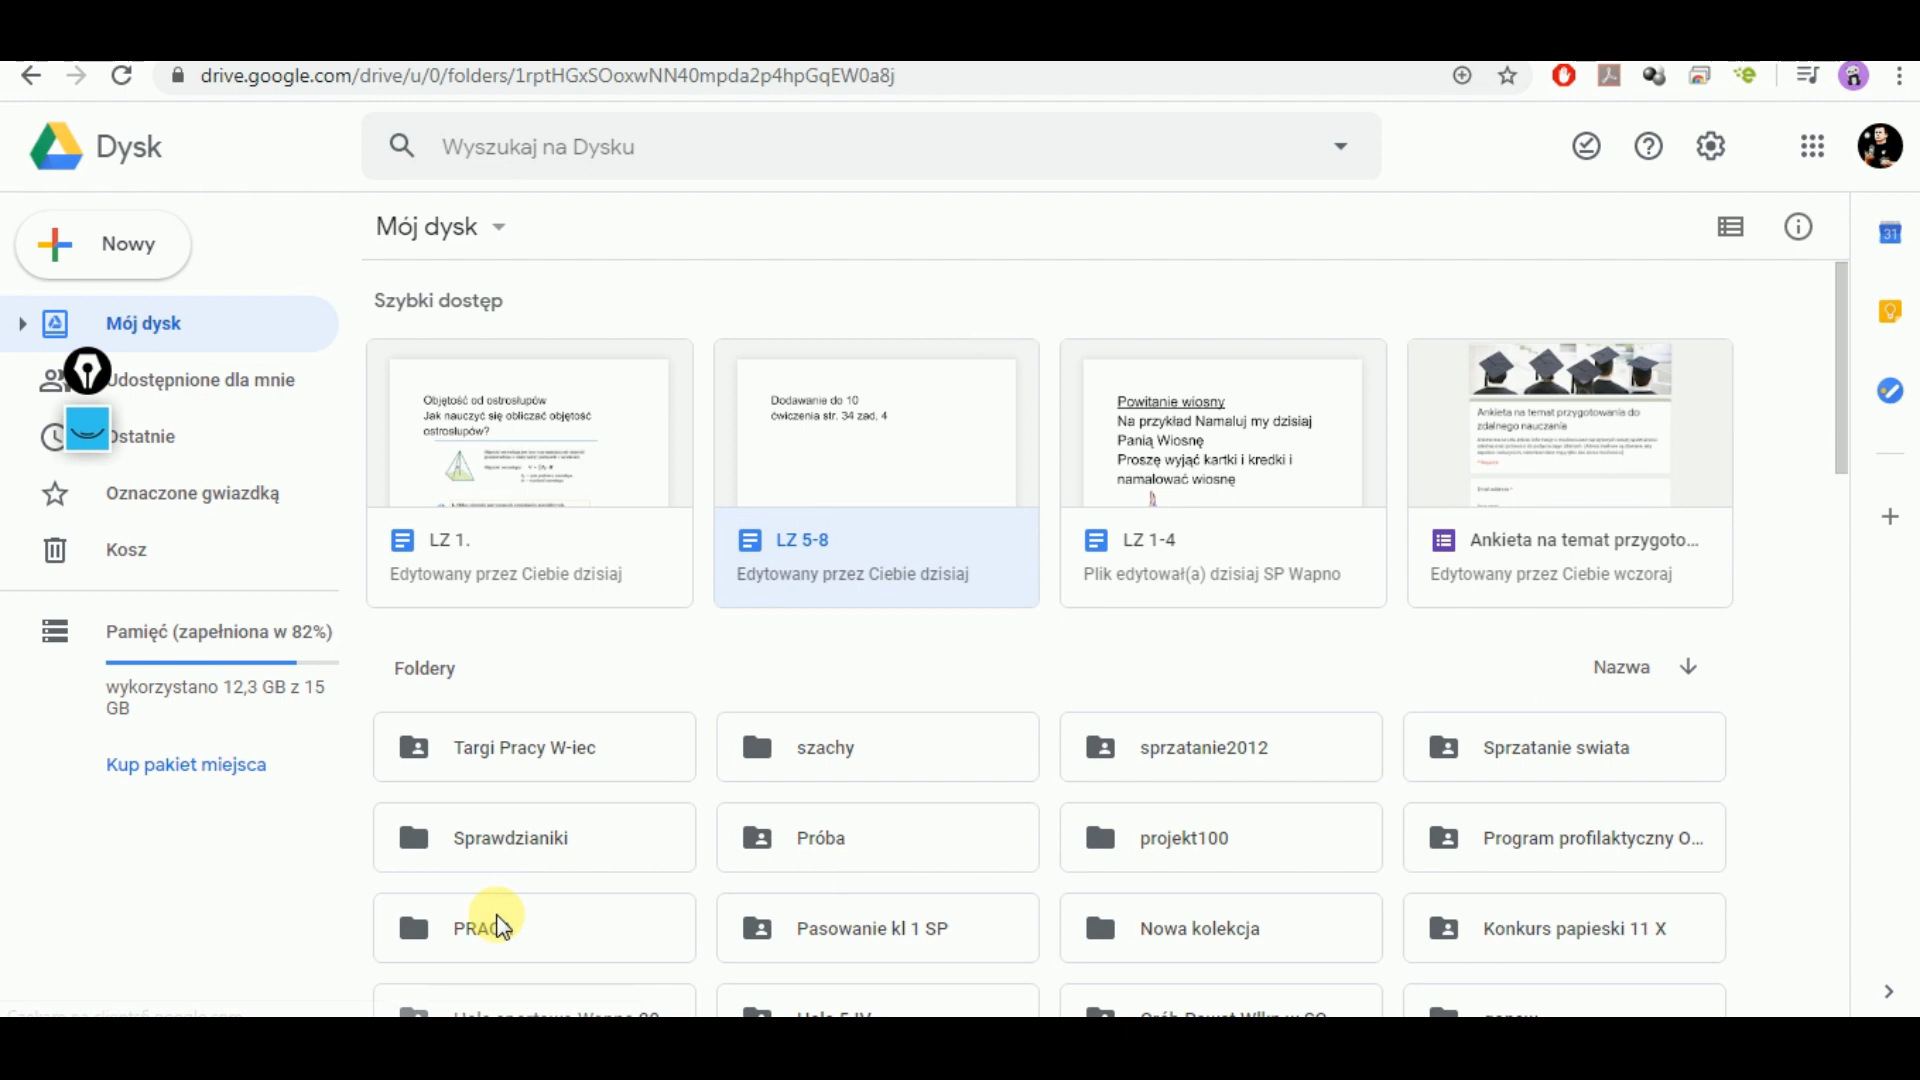 drive.google.com/drive/u/0/folders/1rptHGxSOoxwNN40mpda2p4hpGqEW0a8j
Dysk
Wyszukaj na Dysku
Nowy
Mój dysk
Udostępnione dla mnie
Ostatnie
Oznaczone gwiazdką
Kosz
Pamięć (zapełniona w 82%)
wykorzystano 12,3 GB z 15
GB
Kup pakiet miejsca
Mój dysk
Szybki dostęp
Objętość od ostrosłupów
Jak nauczyć się obliczać objętość
ostrosłupów?
LZ 1.
Edytowany przez Ciebie dzisiaj
Dodawanie do 10
ćwiczenia str. 34 zad. 4
LZ 5-8
Edytowany przez Ciebie dzisiaj
Powitanie wiosny
Na przykład Namaluj my dzisiaj
Panią Wiosnę
Proszę wyjąć kartki i kredki i
namalować wiosnę
LZ 1-4
Plik edytował(a) dzisiaj SP Wapno
Ankieta na temat przygotowania do
zdalnego nauczania
Ankieta na temat przygoto...
Edytowany przez Ciebie wczoraj
31
Foldery
Nazwa
Targi Pracy W-iec
szachy
sprzatanie2012
Sprzatanie swiata
Sprawdzianiki
Próba
projekt100
Program profilaktyczny O...
Pasowanie kl 1 SP
Nowa kolekcja
Konkurs papieski 11 X